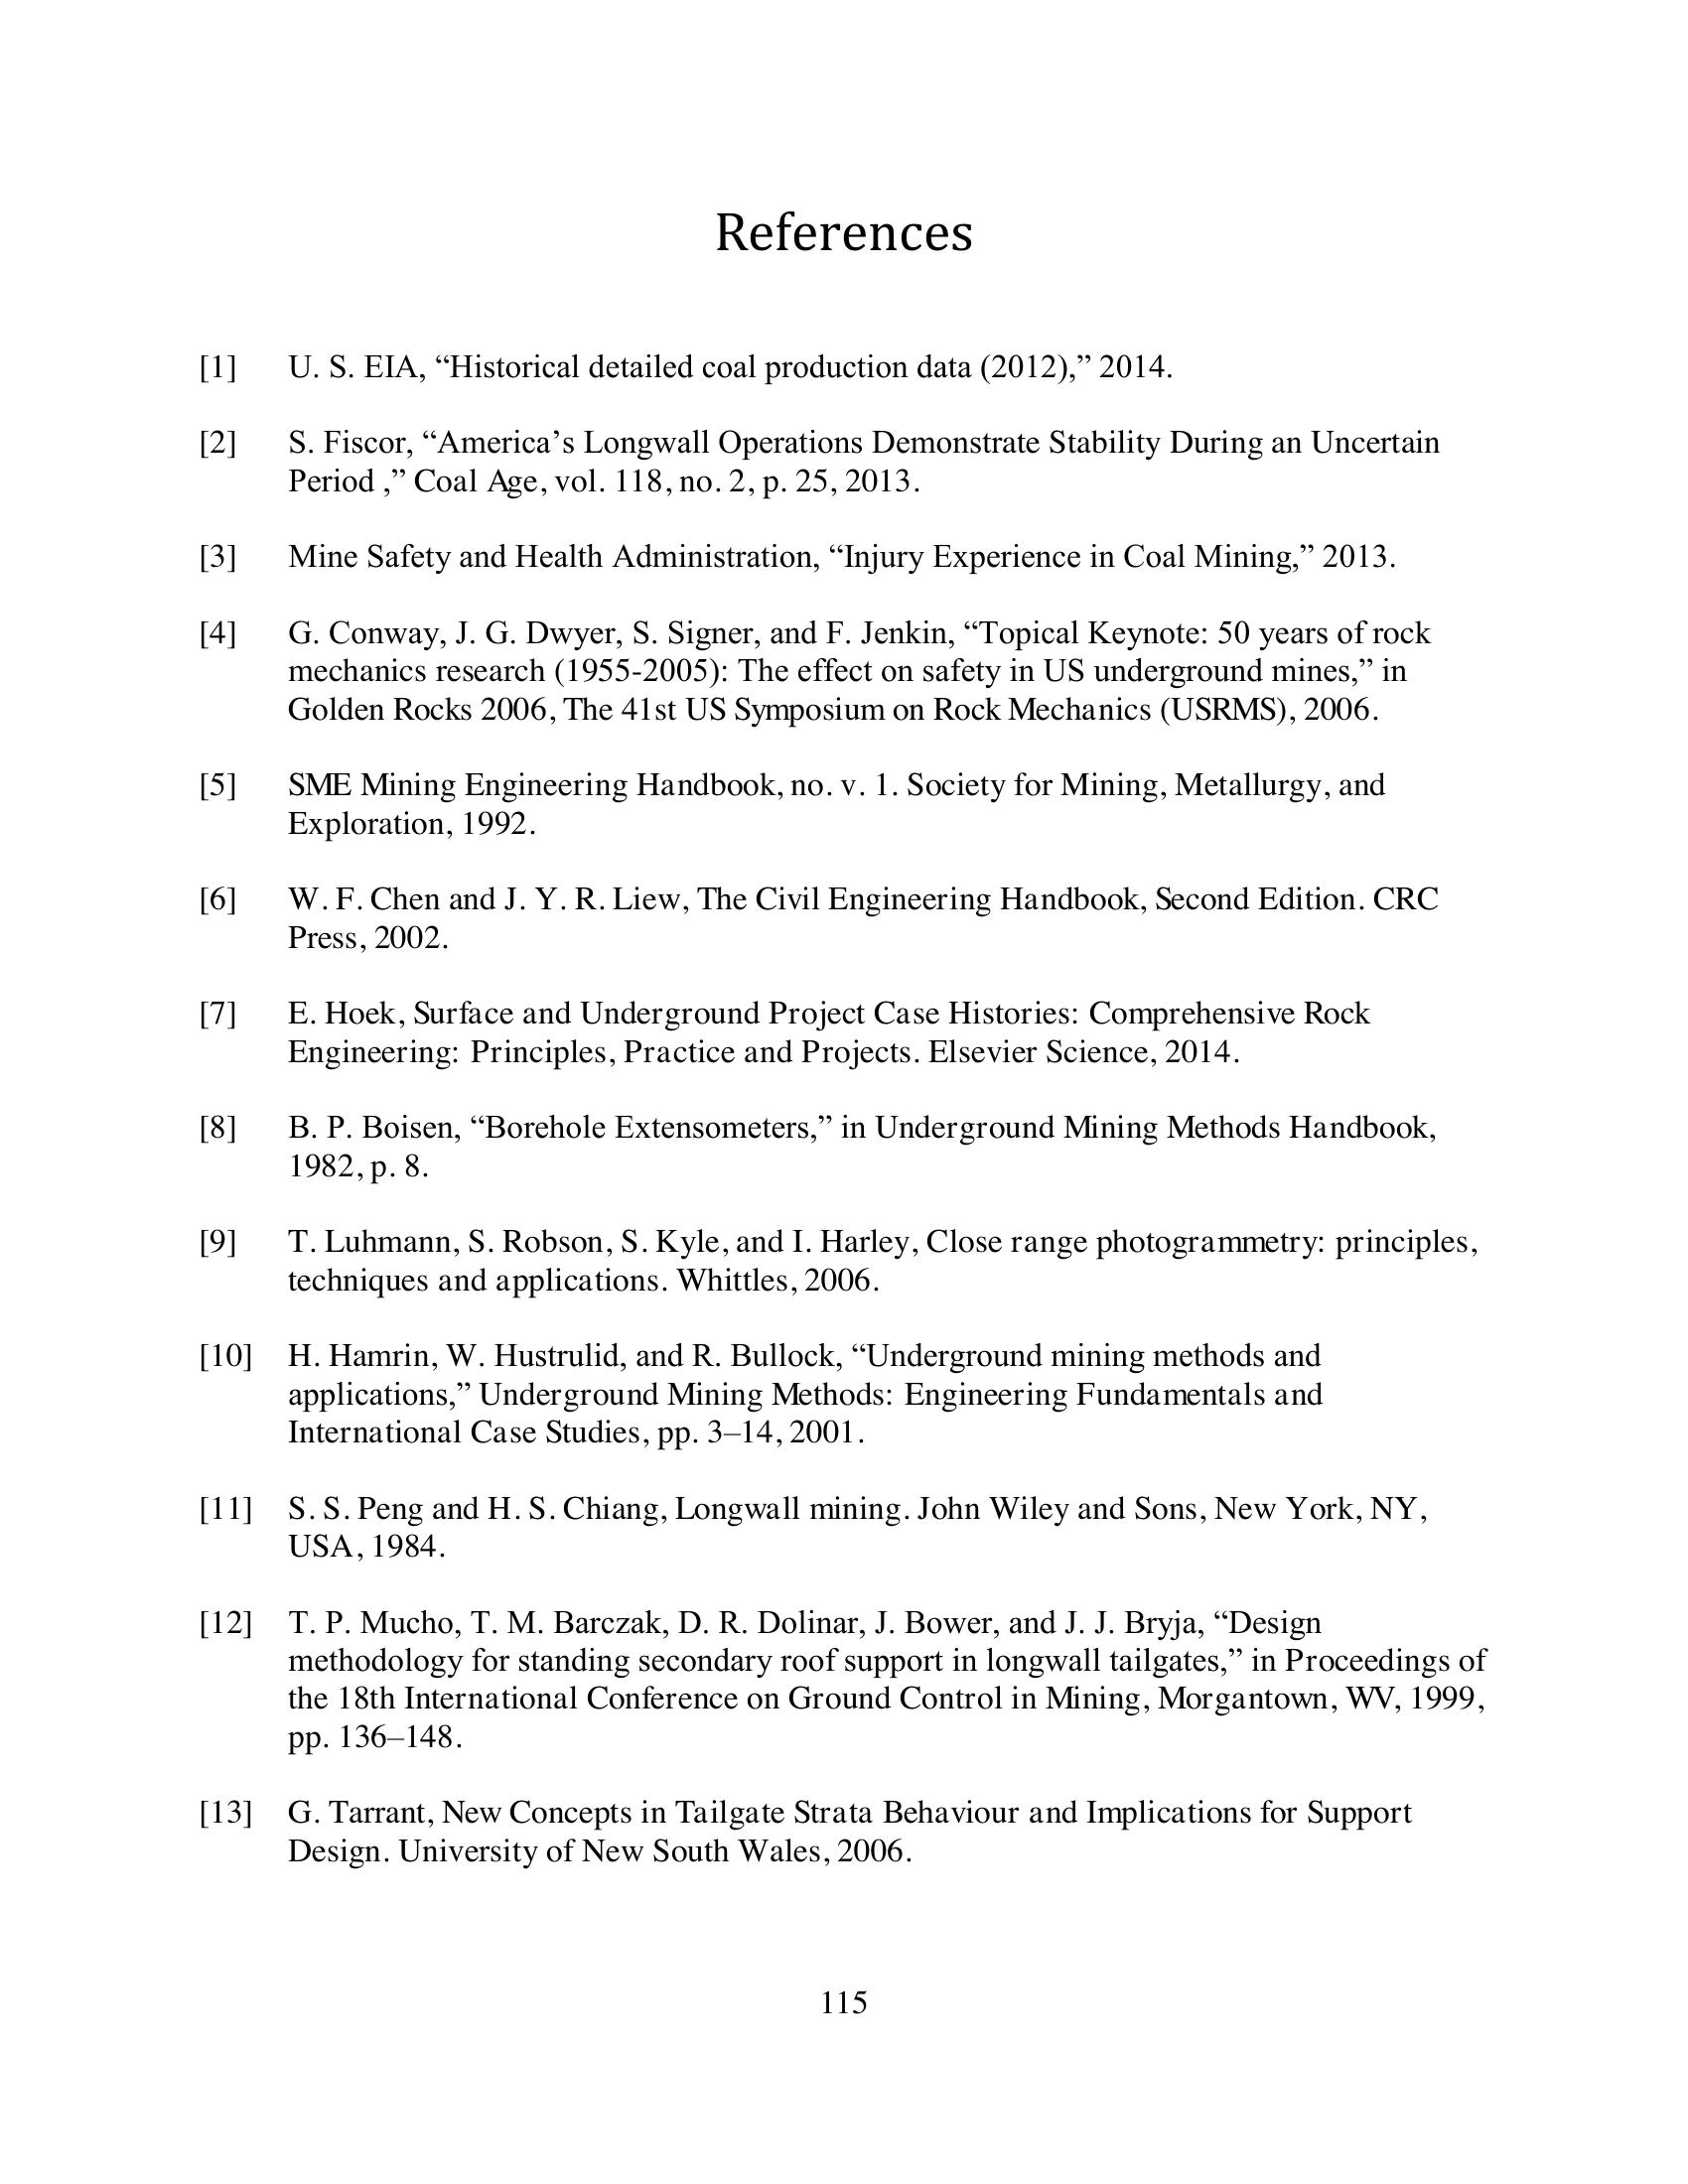 References
[1] U. S. EIA, “Historical detailed coal production data (2012),” 2014.
[2] S. Fiscor, “America’s Longwall Operations Demonstrate Stability During an Uncertain
Period ,” Coal Age, vol. 118, no. 2, p. 25, 2013.
[3] Mine Safety and Health Administration, “Injury Experience in Coal Mining,” 2013.
[4] G. Conway, J. G. Dwyer, S. Signer, and F. Jenkin, “Topical Keynote: 50 years of rock
mechanics research (1955-2005): The effect on safety in US underground mines,” in
Golden Rocks 2006, The 41st US Symposium on Rock Mechanics (USRMS), 2006.
[5] SME Mining Engineering Handbook, no. v. 1. Society for Mining, Metallurgy, and
Exploration, 1992.
[6] W. F. Chen and J. Y. R. Liew, The Civil Engineering Handbook, Second Edition. CRC
Press, 2002.
[7] E. Hoek, Surface and Underground Project Case Histories: Comprehensive Rock
Engineering: Principles, Practice and Projects. Elsevier Science, 2014.
[8] B. P. Boisen, “Borehole Extensometers,” in Underground Mining Methods Handbook,
1982, p. 8.
[9] T. Luhmann, S. Robson, S. Kyle, and I. Harley, Close range photogrammetry: principles,
techniques and applications. Whittles, 2006.
[10] H. Hamrin, W. Hustrulid, and R. Bullock, “Underground mining methods and
applications,” Underground Mining Methods: Engineering Fundamentals and
International Case Studies, pp. 3–14, 2001.
[11] S. S. Peng and H. S. Chiang, Longwall mining. John Wiley and Sons, New York, NY,
USA, 1984.
[12] T. P. Mucho, T. M. Barczak, D. R. Dolinar, J. Bower, and J. J. Bryja, “Design
methodology for standing secondary roof support in longwall tailgates,” in Proceedings of
the 18th International Conference on Ground Control in Mining, Morgantown, WV, 1999,
pp. 136–148.
[13] G. Tarrant, New Concepts in Tailgate Strata Behaviour and Implications for Support
Design. University of New South Wales, 2006.
115